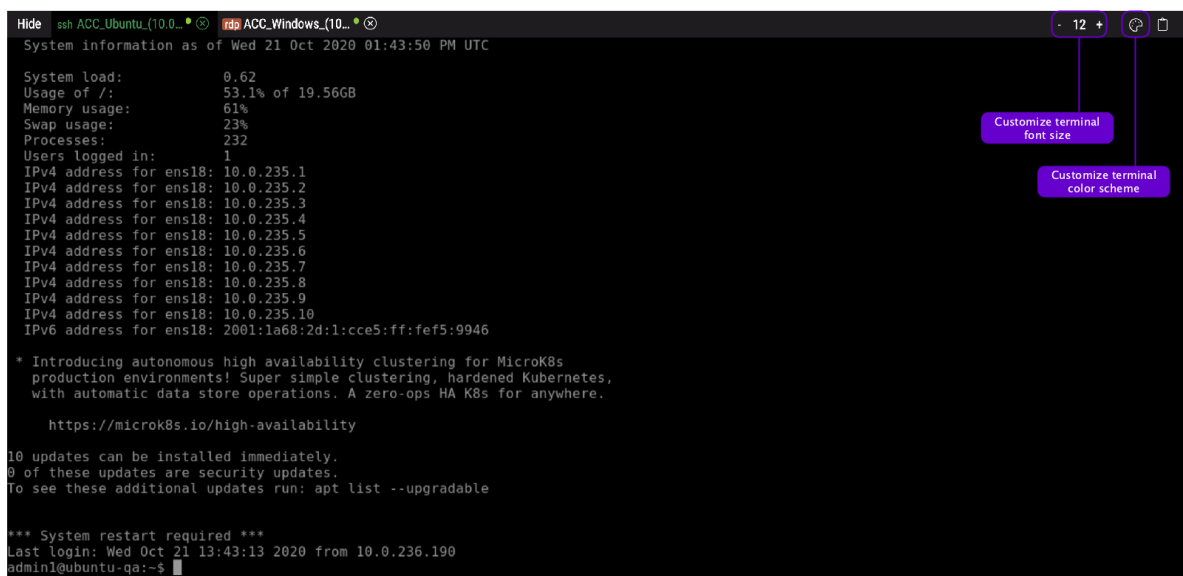 Hide ssh ACC_Ubuntu_(10.0... rdp ACC_Windows_(10... - 12 +
System information as of Wed 21 Oct 2020 01:43:50 PM UTC
System load: 0.62
Usage of /: 53.1% of 19.56GB
Memory usage: 61%
Swap usage: 23%
Processes: 232
Users logged in: 1
IPv4 address for ens18: 10.0.235.1
IPv4 address for ens18: 10.0.235.2
IPv4 address for ens18: 10.0.235.3
IPv4 address for ens18: 10.0.235.4
IPv4 address for ens18: 10.0.235.5
IPv4 address for ens18: 10.0.235.6
IPv4 address for ens18: 10.0.235.7
IPv4 address for ens18: 10.0.235.8
IPv4 address for ens18: 10.0.235.9
IPv4 address for ens18: 10.0.235.10
IPv6 address for ens18: 2001:1a68:2d:1:cce5:ff:fef5:9946
* Introducing autonomous high availability clustering for MicroK8s
production environments! Super simple clustering, hardened Kubernetes,
with automatic data store operations. A zero-ops HA K8s for anywhere.
https://microk8s.io/high-availability
10 updates can be installed immediately.
0 of these updates are security updates.
To see these additional updates run: apt list --upgradable
*** System restart required ***
Last login: Wed Oct 21 13:43:13 2020 from 10.0.236.190
admin1@ubuntu-qa:~$
Customize terminal
font size
Customize terminal
color scheme